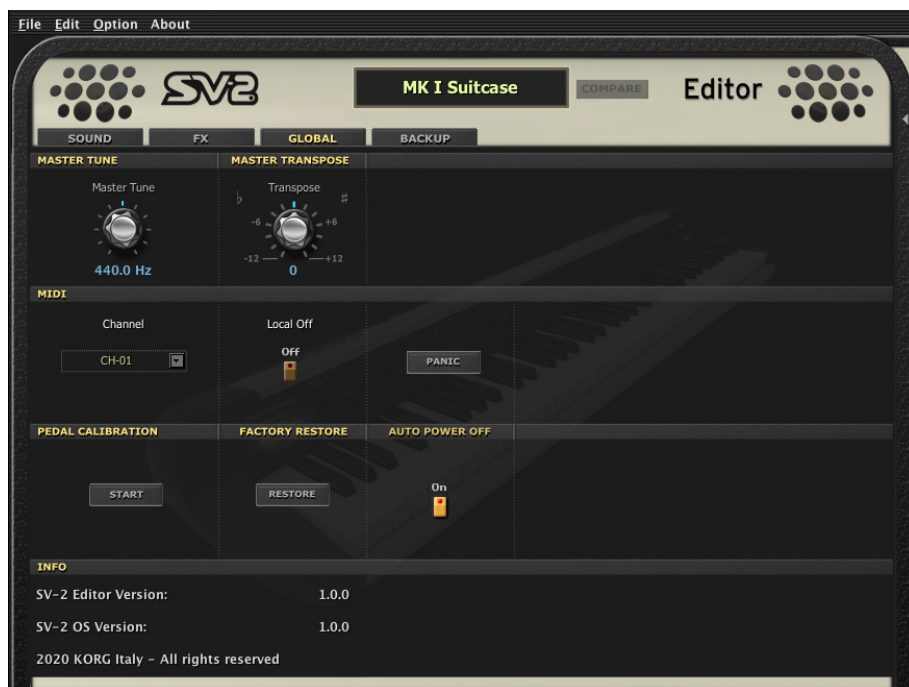 File Edit Option About
SV2 MK I Suitcase COMPARE Editor
SOUND FX GLOBAL BACKUP
MASTER TUNE MASTER TRANSPOSE
Master Tune Transpose
♭ ♯
-6 +6
-12 +12
440.0 Hz 0
MIDI
Channel Local Off
CH-01 Off PANIC
PEDAL CALIBRATION FACTORY RESTORE AUTO POWER OFF
START RESTORE On
INFO
SV-2 Editor Version: 1.0.0
SV-2 OS Version: 1.0.0
2020 KORG Italy - All rights reserved